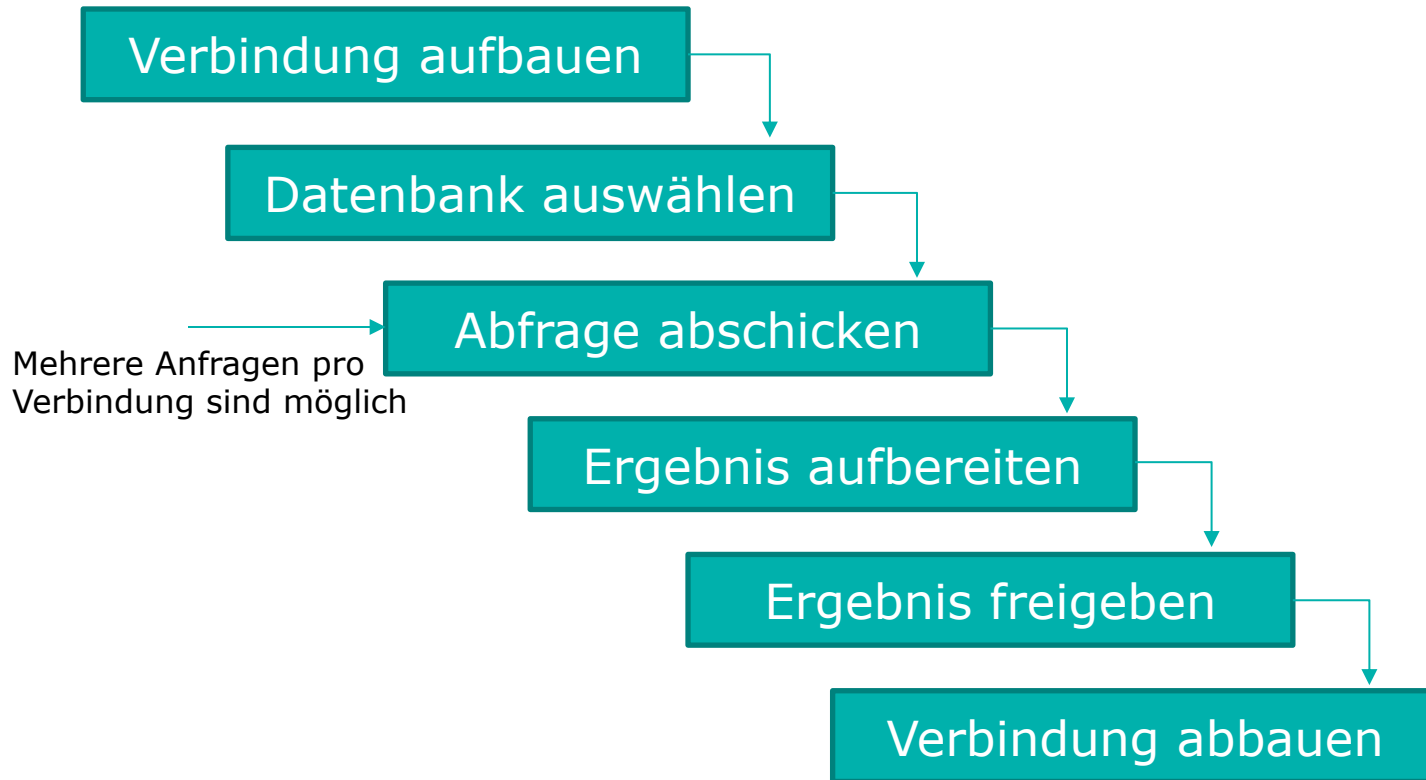 Verbindung aufbauen
Datenbank auswählen
Abfrage abschicken
Mehrere Anfragen pro
Verbindung sind möglich
Ergebnis aufbereiten
Ergebnis freigeben
Verbindung abbauen